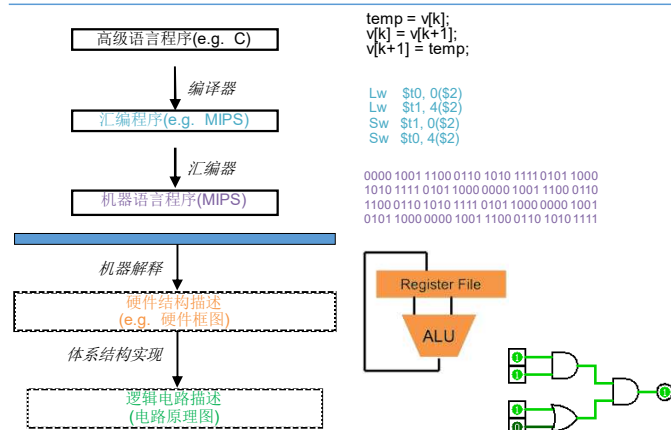 高级语言程序(e.g. C)
编译器
汇编程序(e.g. MIPS)
汇编器
机器语言程序(MIPS)
机器解释
硬件结构描述
(e.g. 硬件框图)
体系结构实现
逻辑电路描述
(电路原理图)
temp = v[k];
v[k] = v[k+1];
v[k+1] = temp;
Lw $t0, 0($2)
Lw $t1, 4($2)
Sw $t1, 0($2)
Sw $t0, 4($2)
0000 1001 1100 0110 1010 1111 0101 1000
1010 1111 0101 1000 0000 1001 1100 0110
1100 0110 1010 1111 0101 1000 0000 1001
0101 1000 0000 1001 1100 0110 1010 1111
Register File
ALU